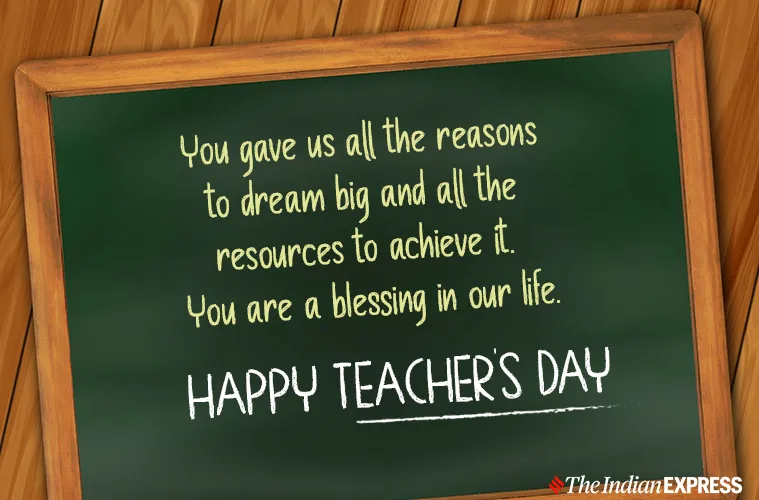 You gave us all the reasons
to dream big and all the
resources to achieve it.
You are a blessing in our life.
HAPPY TEACHER'S DAY
The Indian EXPRESS